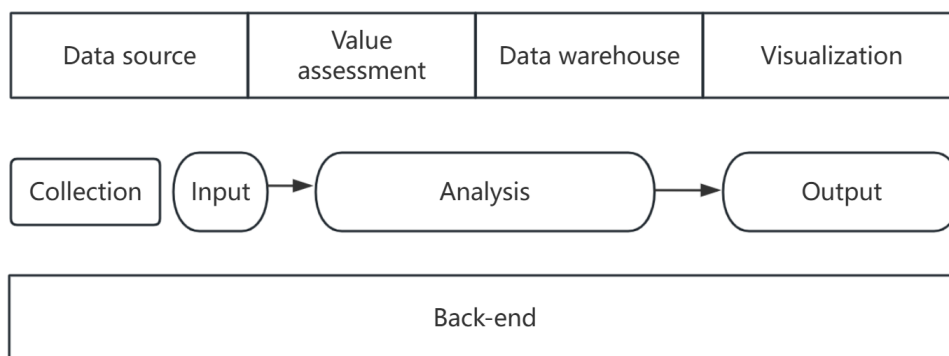 Data source
Value
assessment
Data warehouse
Visualization
Collection
Input
Analysis
Output
Back-end